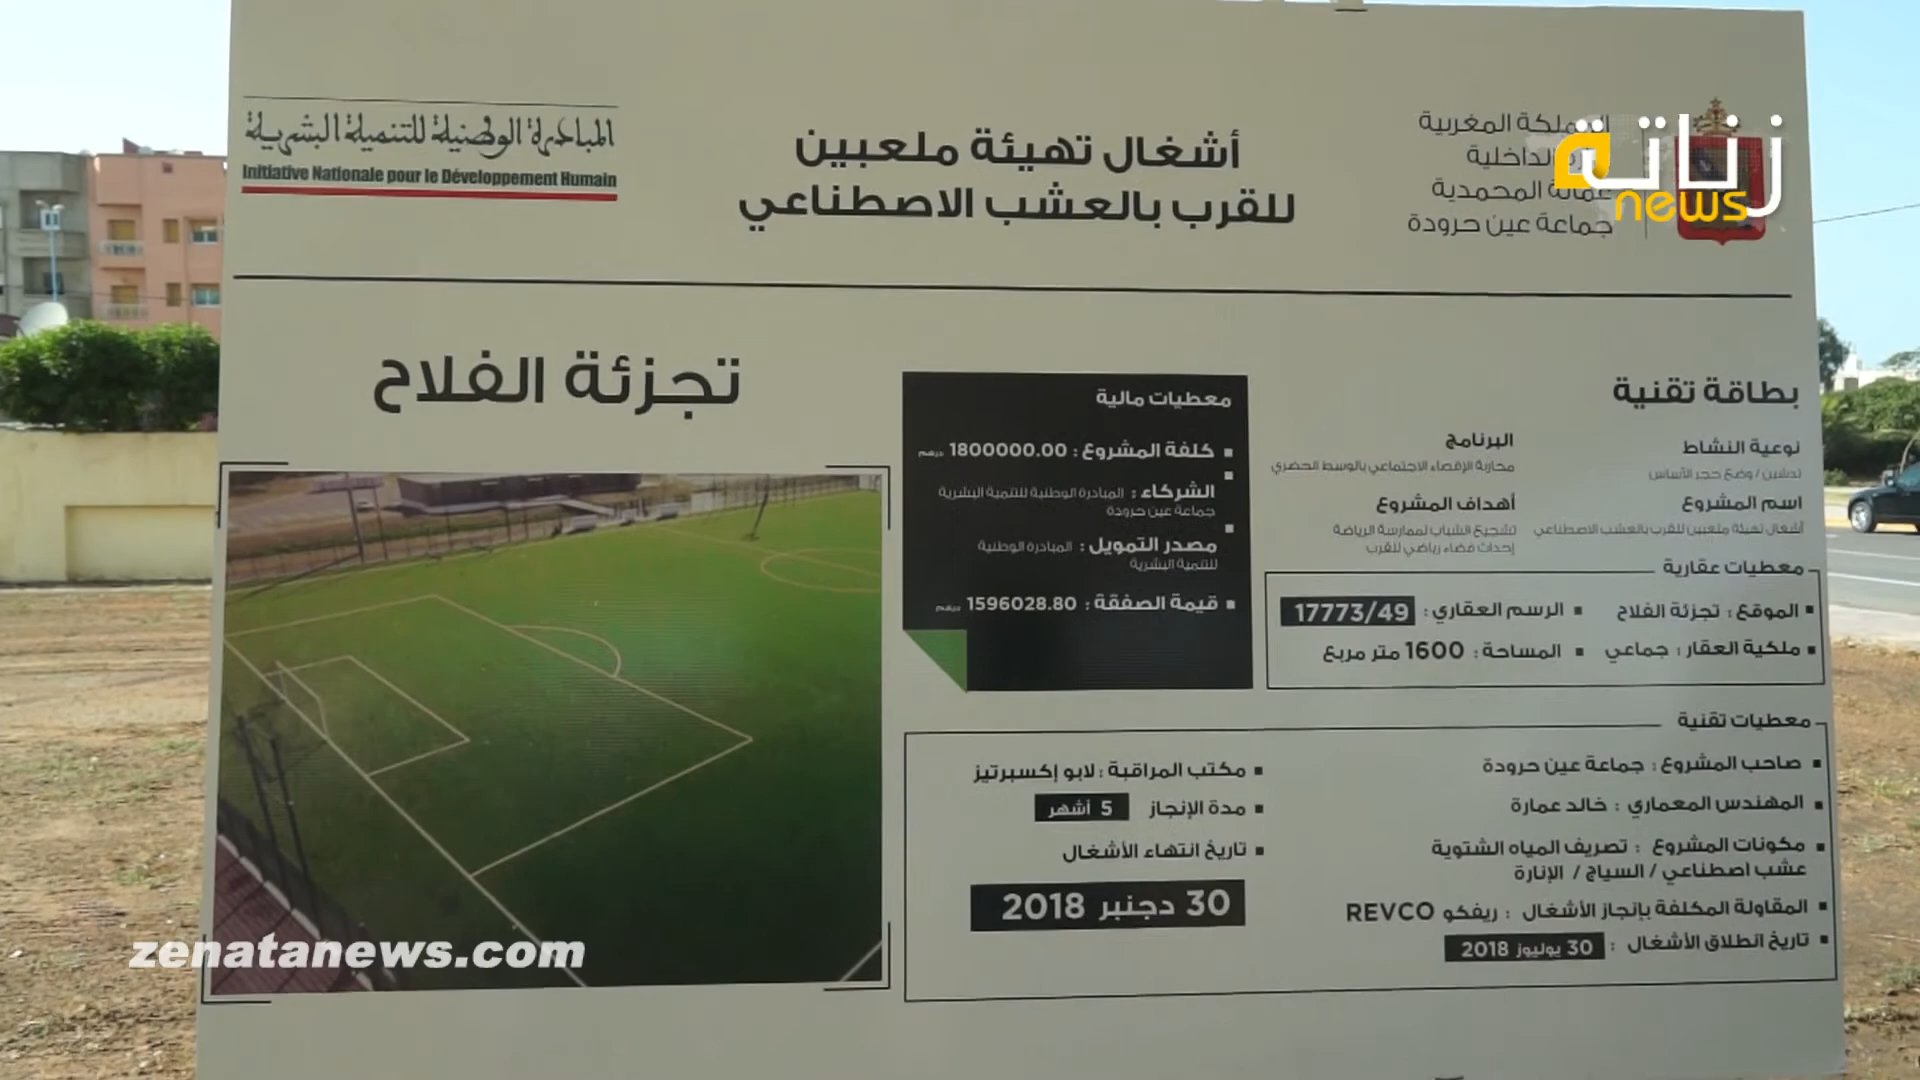 المملكة المغربية
الداخلية
عمالة المحمدية
جماعة عين حرودة
زناتة
news
أشغال تهيئة ملعبين
للقرب بالعشب الاصطناعي
المبادرة الوطنية للتنمية البشرية
Initiative Nationale pour le Développement Humain
بطاقة تقنية
نوعية النشاط
تدشين / وضع حجر الأساس
اسم المشروع
أشغال تهيئة ملعبين للقرب بالعشب الاصطناعي
البرنامج
محاربة الإقصاء الاجتماعي بالوسط الحضري
أهداف المشروع
تشجيع الشباب لممارسة الرياضة
إحداث فضاء رياضي للقرب
معطيات عقارية
الموقع : تجزئة الفلاح
الرسم العقاري : 17773/49
ملكية العقار : جماعي
المساحة : 1600 متر مربع
معطيات مالية
كلفة المشروع : 1800000.00 درهم
الشركاء : المبادرة الوطنية للتنمية البشرية
جماعة عين حرودة
مصدر التمويل : المبادرة الوطنية
للتنمية البشرية
قيمة الصفقة : 1596028.80 درهم
تجزئة الفلاح
معطيات تقنية
صاحب المشروع : جماعة عين حرودة
المهندس المعماري : خالد عمارة
مكونات المشروع : تصريف المياه الشتوية
عشب اصطناعي / السياج / الإنارة
المقاولة المكلفة بإنجاز الأشغال : ريفكو REVCO
تاريخ انطلاق الأشغال : 30 يوليوز 2018
مكتب المراقبة : لابو إكسبرتيز
مدة الإنجاز 5 أشهر
تاريخ انتهاء الأشغال
30 دجنبر 2018
zenatanews.com